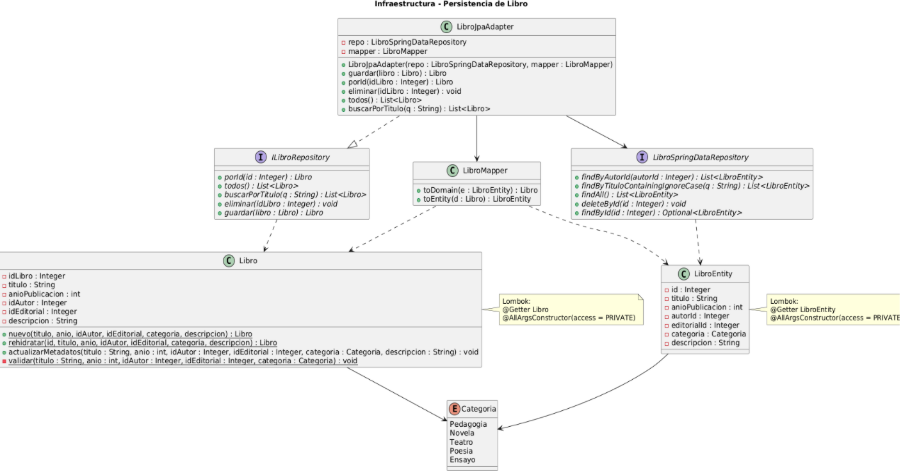 Infraestructura - Persistencia de Libro
C LibroJpaAdapter
repo : LibroSpringDataRepository
mapper : LibroMapper
LibroJpaAdapter(repo : LibroSpringDataRepository, mapper : LibroMapper)
guardar(libro : Libro) : Libro
porId(idLibro : Integer) : Libro
eliminar(idLibro : Integer) : void
todos() : List<Libro>
buscarPorTitulo(q : String) : List<Libro>
I ILibroRepository
porId(id : Integer) : Libro
todos() : List<Libro>
buscarPorTitulo(q : String) : List<Libro>
eliminar(idLibro : Integer) : void
guardar(libro : Libro) : Libro
C LibroMapper
toDomain(e : LibroEntity) : Libro
toEntity(d : Libro) : LibroEntity
I LibroSpringDataRepository
findByAutorId(autorId : Integer) : List<LibroEntity>
findByTituloContainingIgnoreCase(q : String) : List<LibroEntity>
findAll() : List<LibroEntity>
deleteById(id : Integer) : void
findById(id : Integer) : Optional<LibroEntity>
C Libro
idLibro : Integer
titulo : String
anioPublicacion : int
idAutor : Integer
idEditorial : Integer
descripcion : String
nuevo(titulo, anio, idAutor, idEditorial, categoria, descripcion) : Libro
rehidratar(id, titulo, anio, idAutor, idEditorial, categoria, descripcion) : Libro
actualizarMetadatos(titulo : String, anio : int, idAutor : Integer, idEditorial : Integer, categoria : Categoria, descripcion : String) : void
validar(titulo : String, anio : int, idAutor : Integer, idEditorial : Integer, categoria : Categoria) : void
Lombok:
@Getter Libro
@AllArgsConstructor(access = PRIVATE)
C LibroEntity
id : Integer
titulo : String
anioPublicacion : int
autorId : Integer
editorialId : Integer
categoria : Categoria
descripcion : String
Lombok:
@Getter LibroEntity
@AllArgsConstructor(access = PRIVATE)
E Categoria
Pedagogia
Novela
Teatro
Poesia
Ensayo